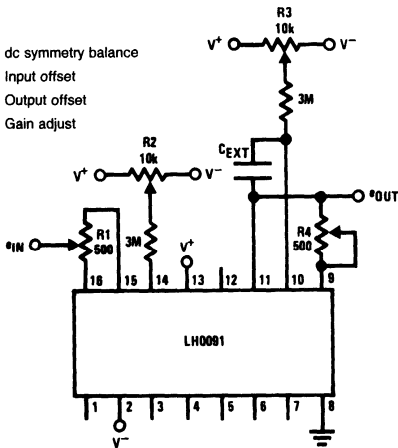 R3
10k
V+ V−
dc symmetry balance
Input offset
Output offset
Gain adjust
3M
R2
10k
CEXT
V+ V−
eOUT
R1
500
eIN
3M
V+
R4
500
16 15 14 13 12 11 10 9
LH0091
1 2 3 4 5 6 7 8
V−